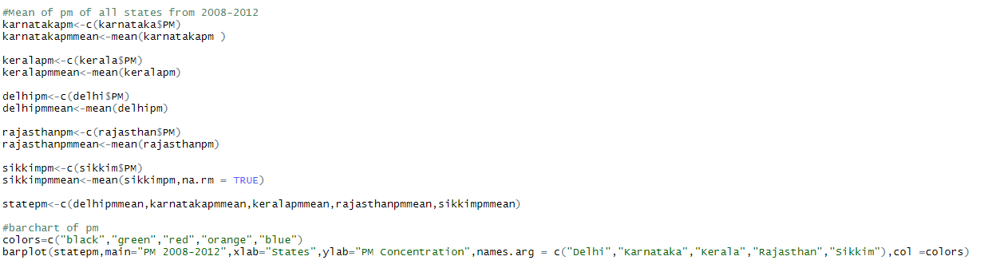 #Mean of pm of all states from 2008-2012
karnatakapm<-c(karnataka$PM)
karnatakapmmean<-mean(karnatakapm )
keralapm<-c(kerala$PM)
keralapmmean<-mean(keralapm)
delhipm<-c(delhi$PM)
delhipmmean<-mean(delhipm)
rajasthanpm<-c(rajasthan$PM)
rajasthanpmmean<-mean(rajasthanpm)
sikkimpm<-c(sikkim$PM)
sikkimpmmean<-mean(sikkimpm,na.rm = TRUE)
statepm<-c(delhipmmean,karnatakapmmean,keralapmmean,rajasthanpmmean,sikkimpmmean)
#barchart of pm
colors=c("black","green","red","orange","blue")
barplot(statepm,main="PM 2008-2012",xlab="States",ylab="PM Concentration",names.arg = c("Delhi","Karnataka","Kerala","Rajasthan","Sikkim"),col =colors)